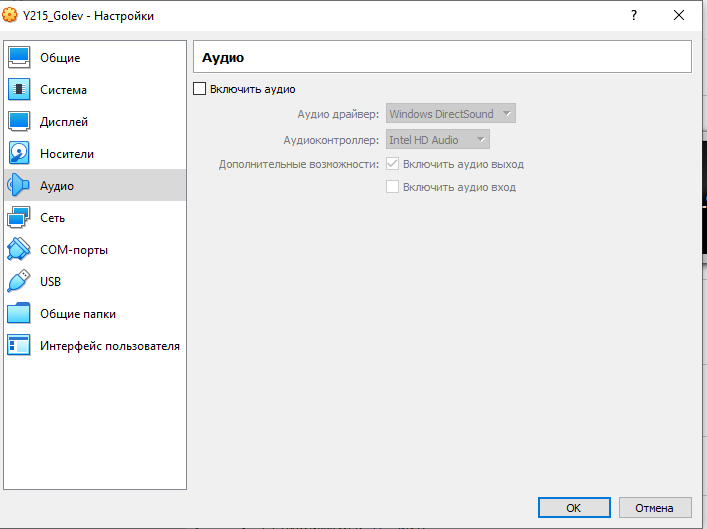 Y215_Golev - Настройки
?
Общие
Система
Дисплей
Носители
Аудио
Сеть
COM-порты
USB
Общие папки
Интерфейс пользователя
Аудио
Включить аудио
Аудио драйвер: Windows DirectSound
Аудиоконтроллер: Intel HD Audio
Дополнительные возможности: Включить аудио выход
Включить аудио вход
OK Отмена